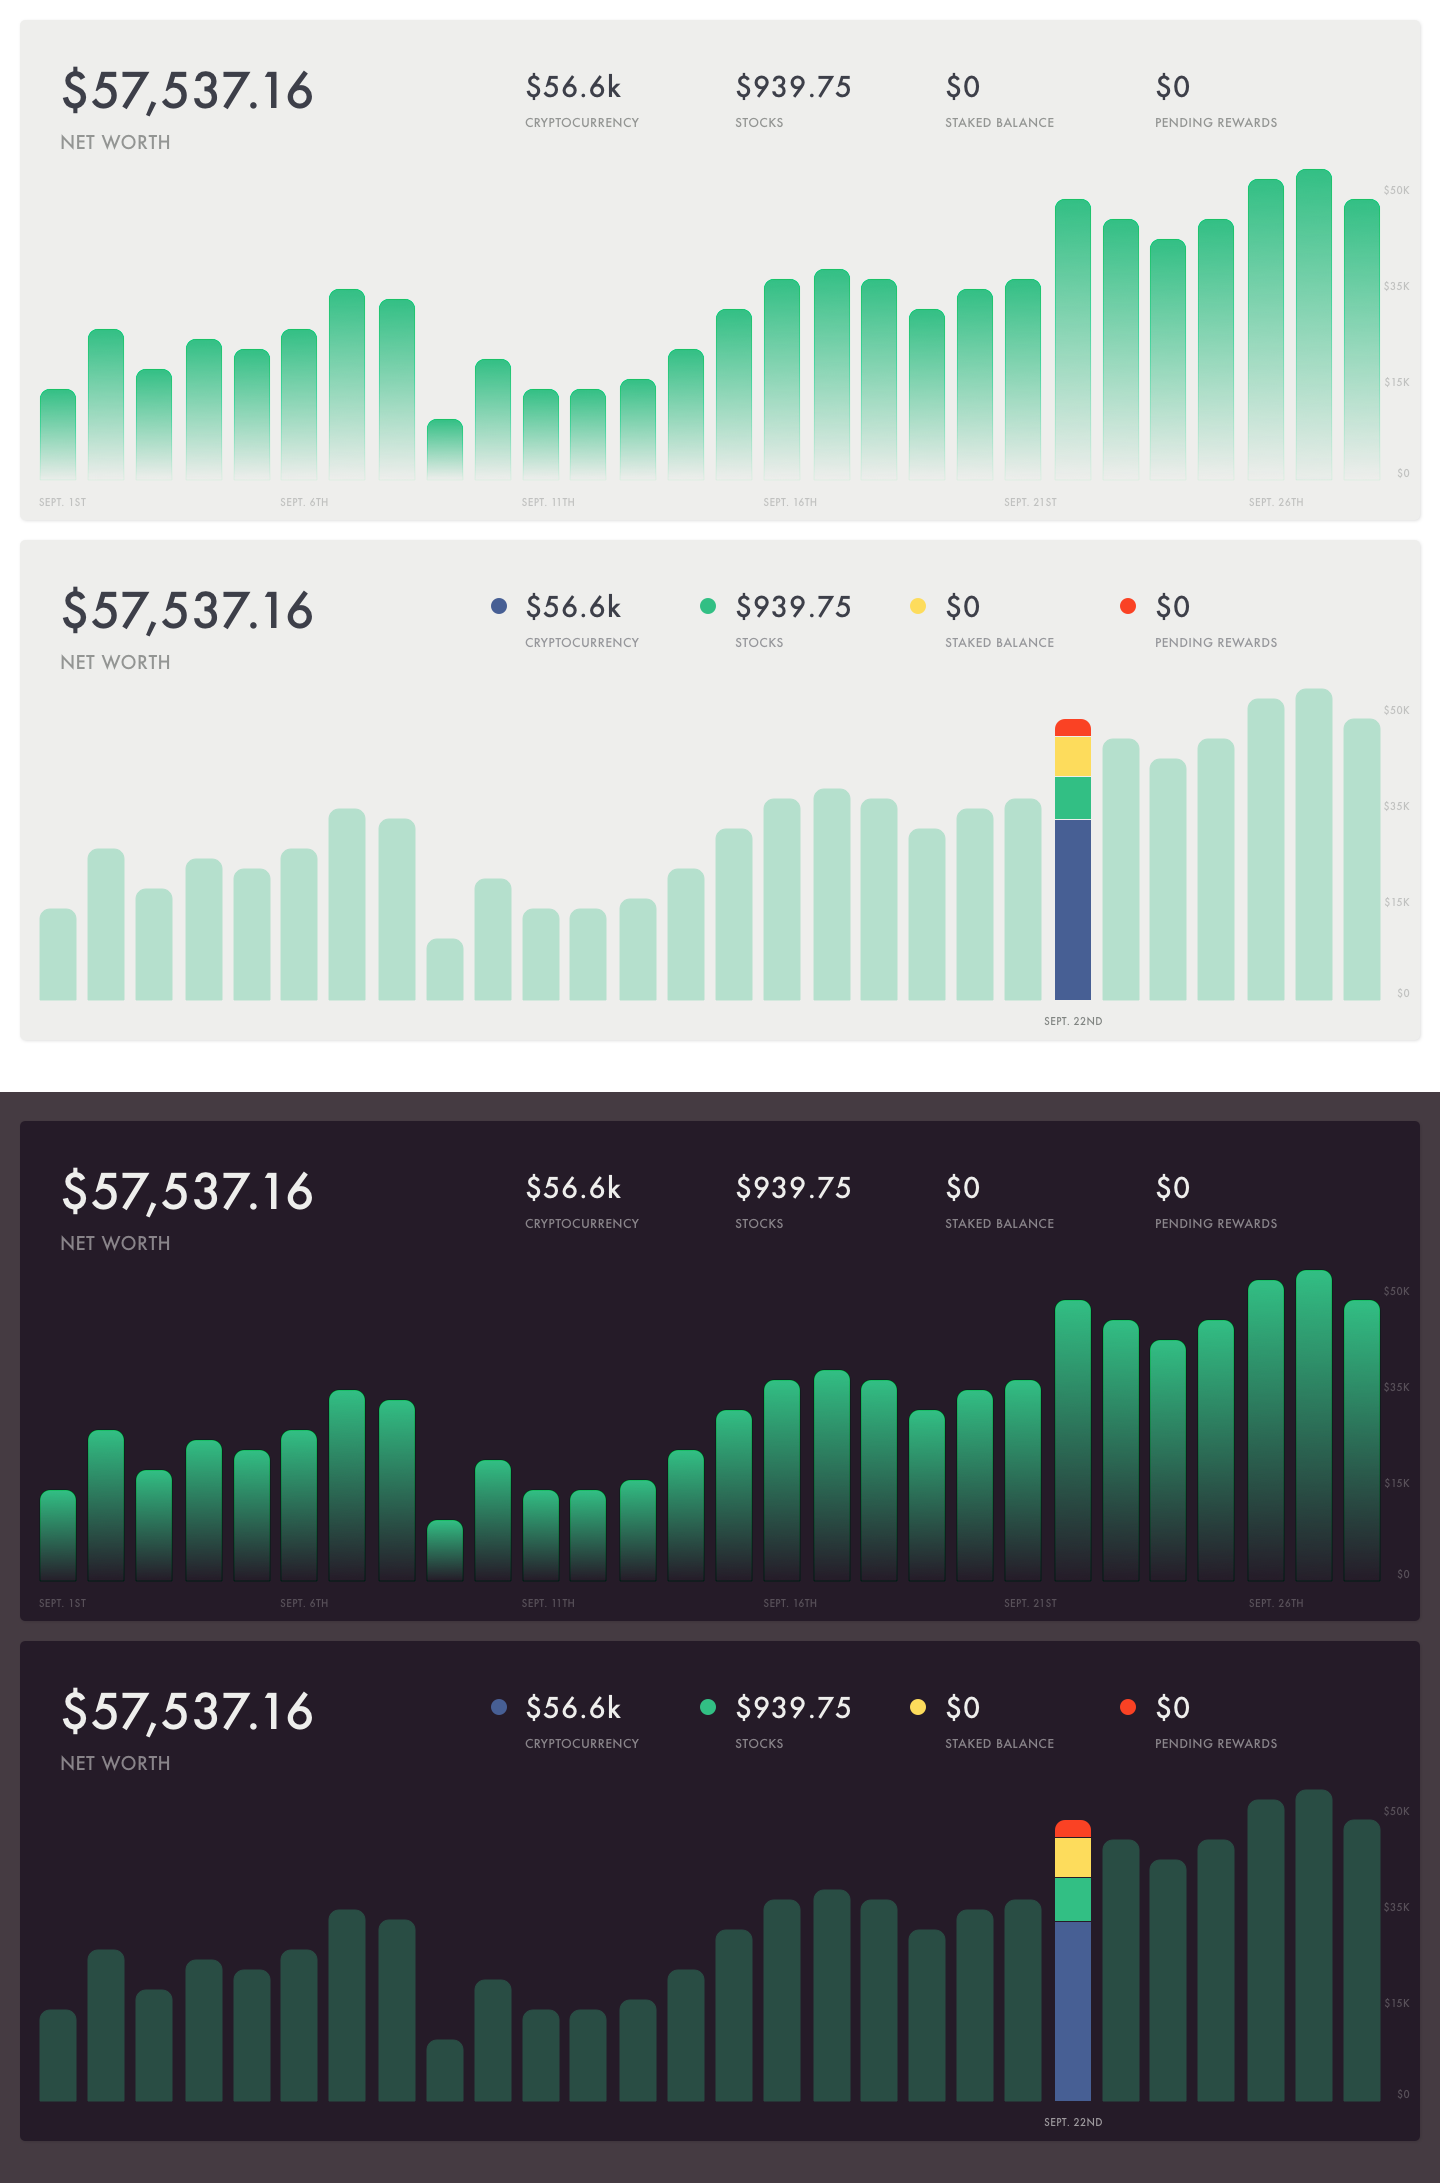 $57,537.16
NET WORTH
$56.6k
CRYPTOCURRENCY
$939.75
STOCKS
$0
STAKED BALANCE
$0
PENDING REWARDS
$50K
$35K
$15K
$0
SEPT. 1ST
SEPT. 6TH
SEPT. 11TH
SEPT. 16TH
SEPT. 21ST
SEPT. 26TH
$57,537.16
NET WORTH
$56.6k
CRYPTOCURRENCY
$939.75
STOCKS
$0
STAKED BALANCE
$0
PENDING REWARDS
$50K
$35K
$15K
$0
SEPT. 22ND
$57,537.16
NET WORTH
$56.6k
CRYPTOCURRENCY
$939.75
STOCKS
$0
STAKED BALANCE
$0
PENDING REWARDS
$50K
$35K
$15K
$0
SEPT. 1ST
SEPT. 6TH
SEPT. 11TH
SEPT. 16TH
SEPT. 21ST
SEPT. 26TH
$57,537.16
NET WORTH
$56.6k
CRYPTOCURRENCY
$939.75
STOCKS
$0
STAKED BALANCE
$0
PENDING REWARDS
$50K
$35K
$15K
$0
SEPT. 22ND